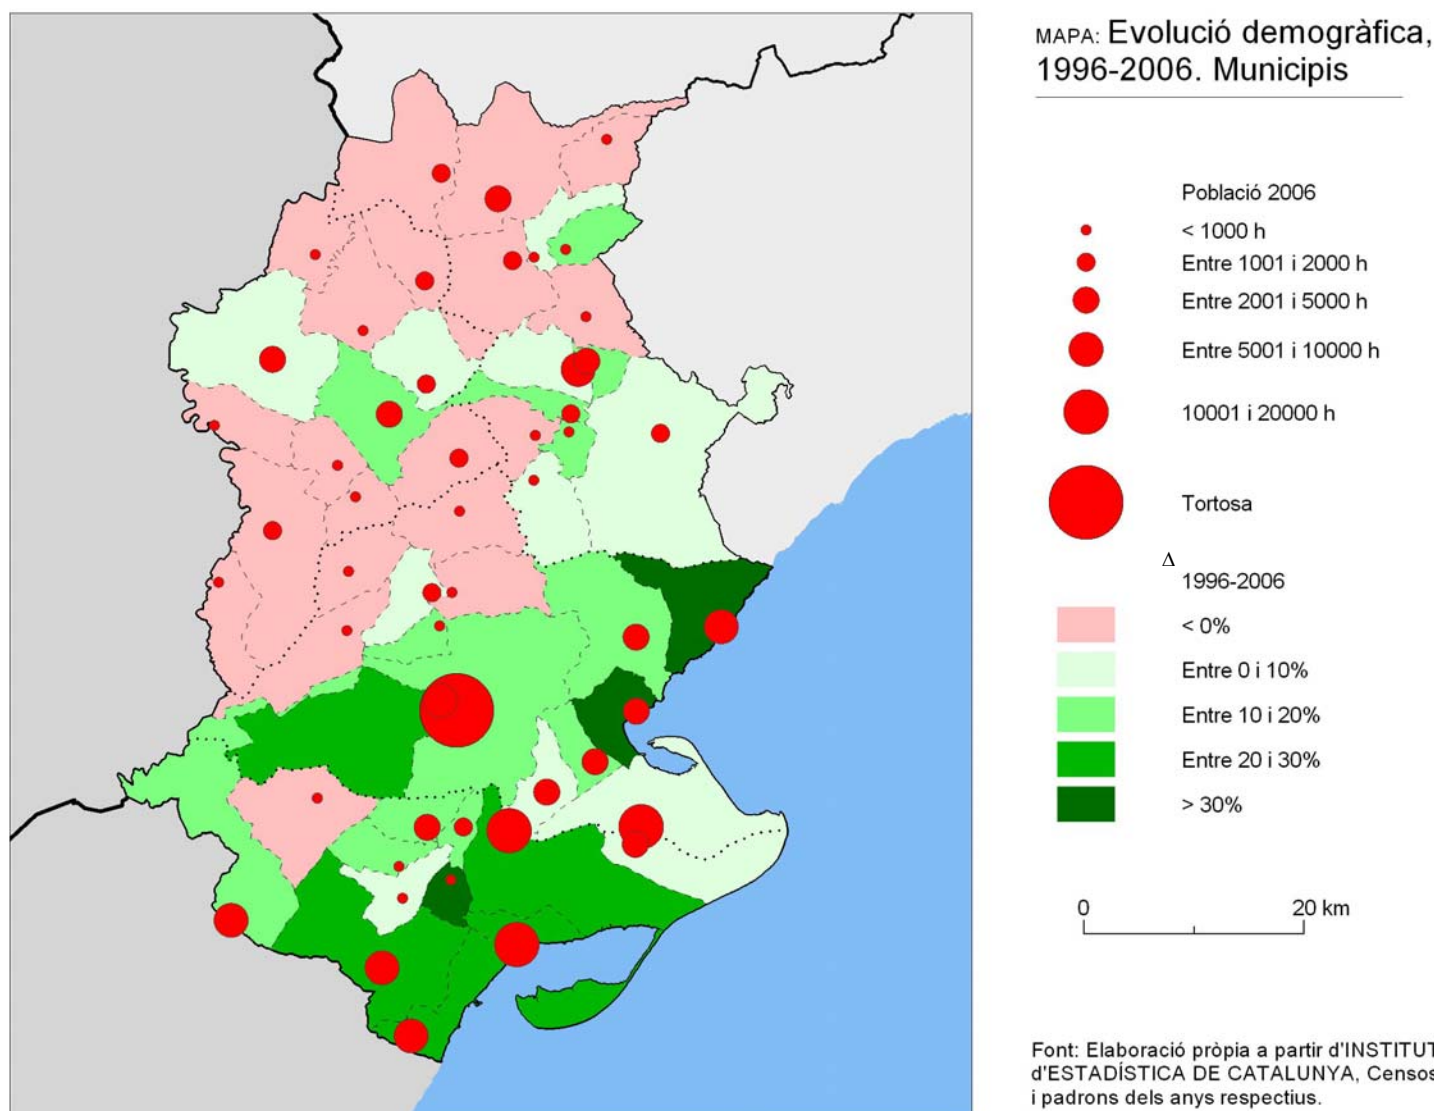 MAPA: Evolució demogràfica,
1996-2006. Municipis
Població 2006
< 1000 h
Entre 1001 i 2000 h
Entre 2001 i 5000 h
Entre 5001 i 10000 h
10001 i 20000 h
Tortosa
Δ
1996-2006
< 0%
Entre 0 i 10%
Entre 10 i 20%
Entre 20 i 30%
> 30%
0 20 km
Font: Elaboració pròpia a partir d'INSTITUT
d'ESTADÍSTICA DE CATALUNYA, Censos
i padrons dels anys respectius.